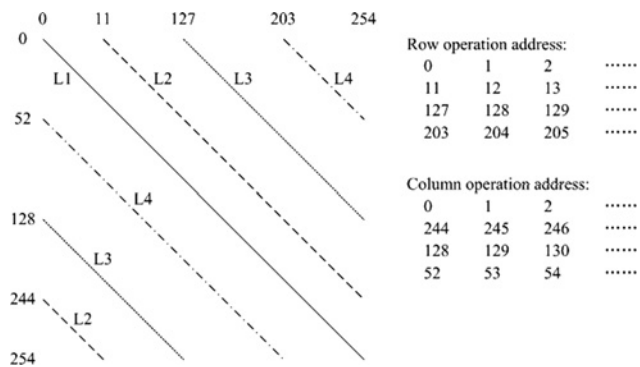 0 11 127 203 254
0
L1 L2 L3 L4
52
L4
128
L3
244
L2
254
Row operation address:
0 1 2 ......
11 12 13 ......
127 128 129 ......
203 204 205 ......
Column operation address:
0 1 2 ......
244 245 246 ......
128 129 130 ......
52 53 54 ......